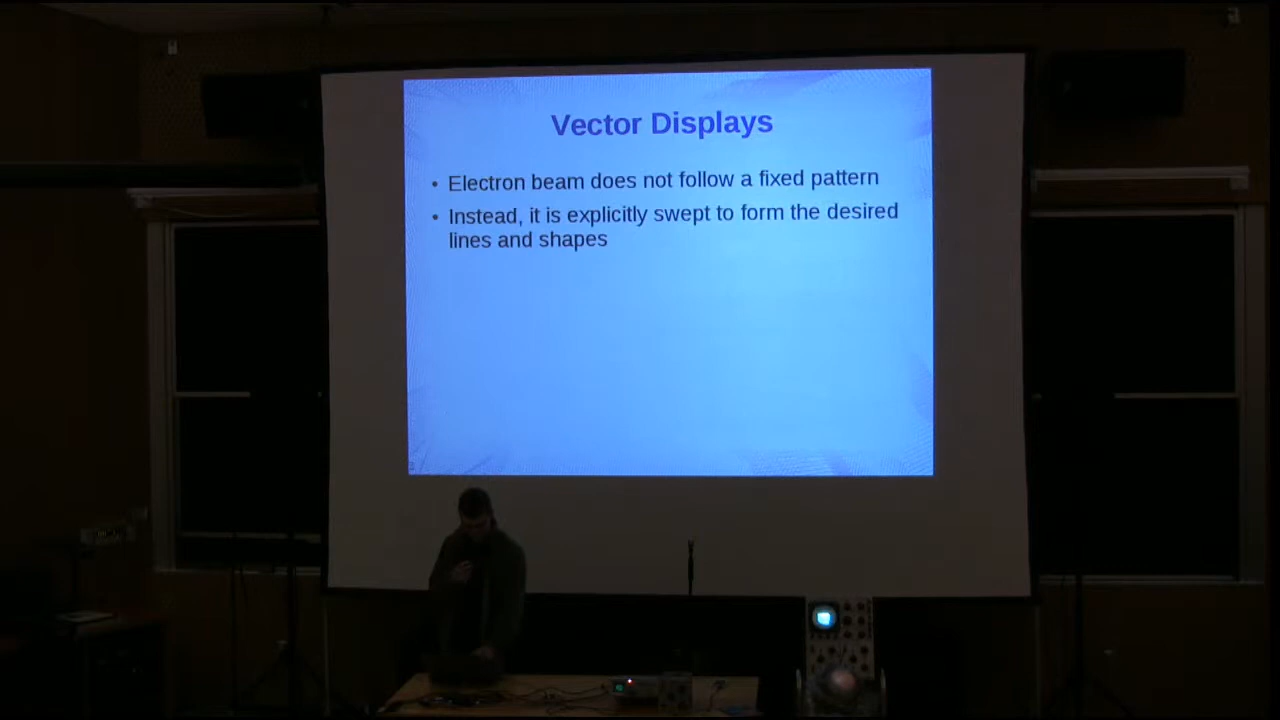 Vector Displays
• Electron beam does not follow a fixed pattern
• Instead, it is explicitly swept to form the desired
lines and shapes